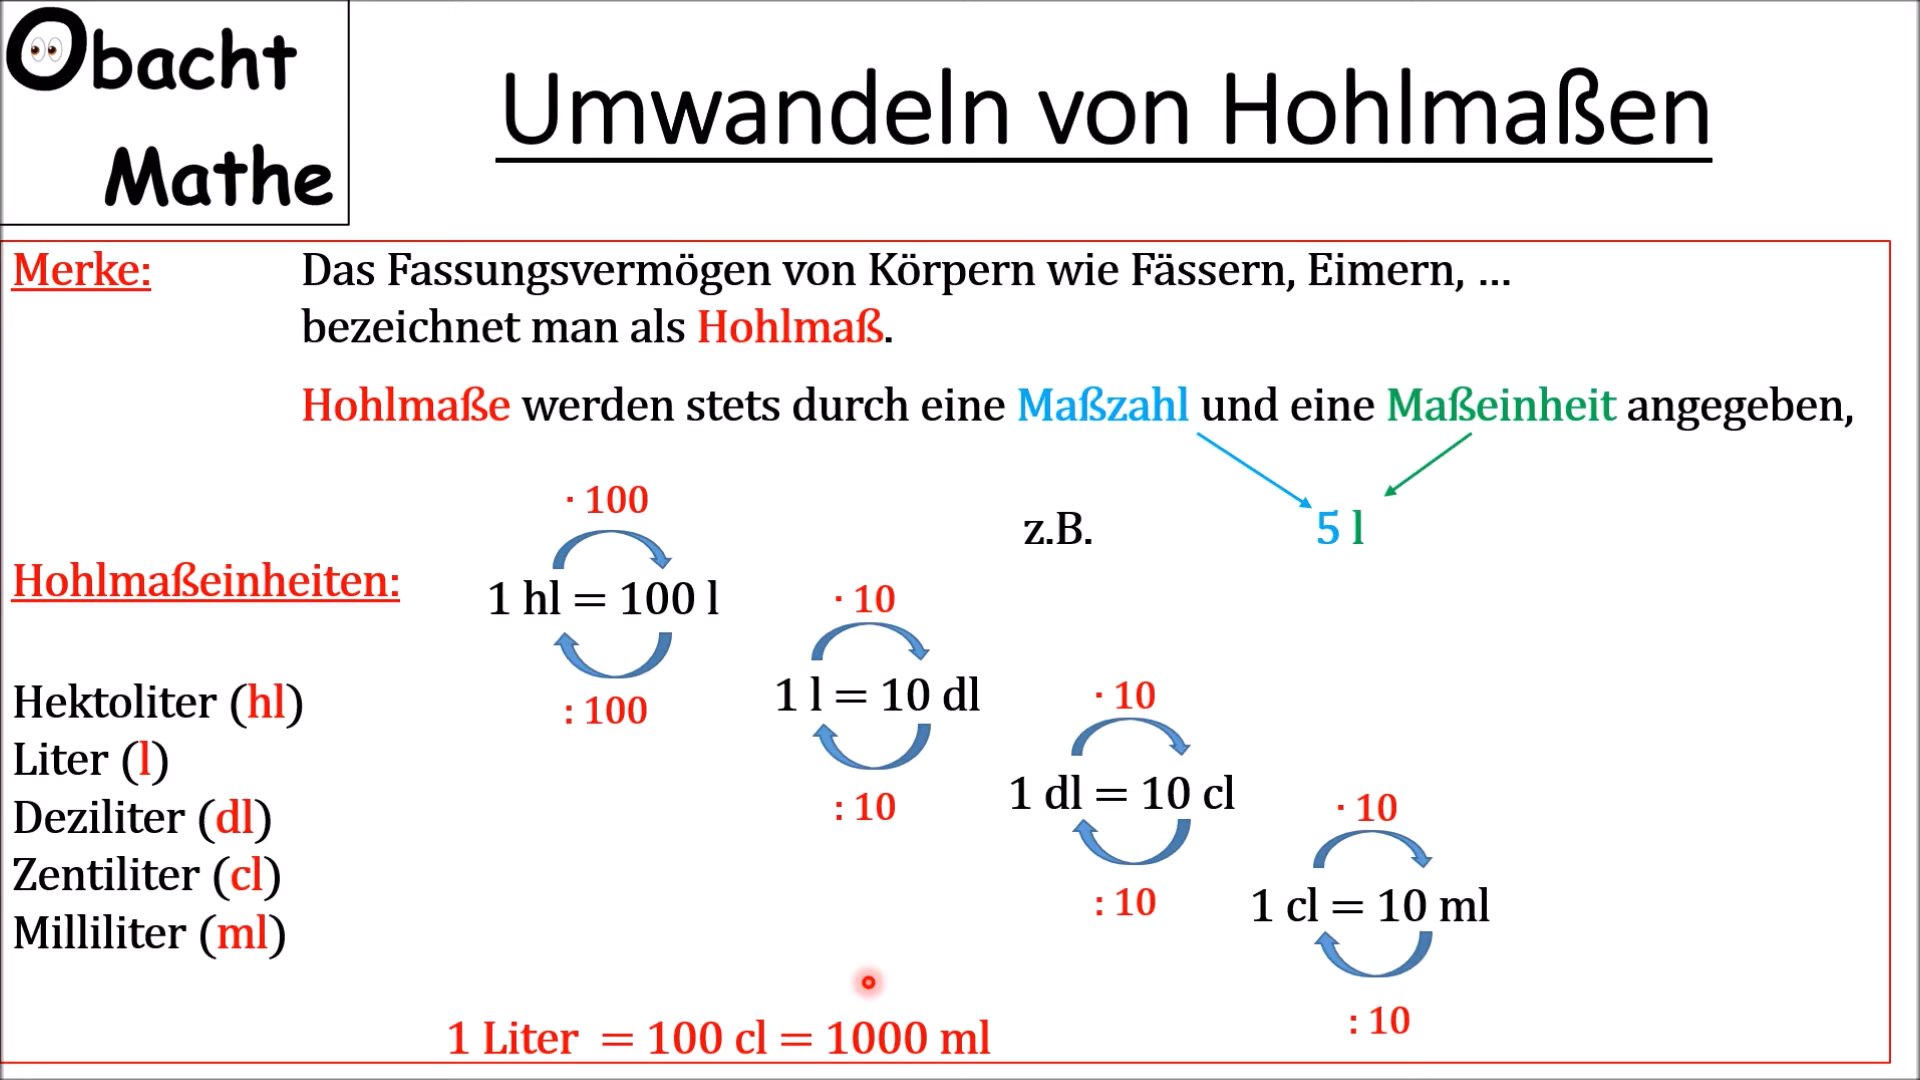 Obacht
Mathe
Umwandeln von Hohlmaßen
Merke:
Das Fassungsvermögen von Körpern wie Fässern, Eimern, ...
bezeichnet man als Hohlmaß.
Hohlmaße werden stets durch eine Maßzahl und eine Maßeinheit angegeben,
z.B. 5 l
Hohlmaßeinheiten:
Hektoliter (hl)
Liter (l)
Deziliter (dl)
Zentiliter (cl)
Milliliter (ml)
· 100
1 hl = 100 l
: 100
· 10
1 l = 10 dl
: 10
· 10
1 dl = 10 cl
: 10
· 10
1 cl = 10 ml
: 10
1 Liter = 100 cl = 1000 ml